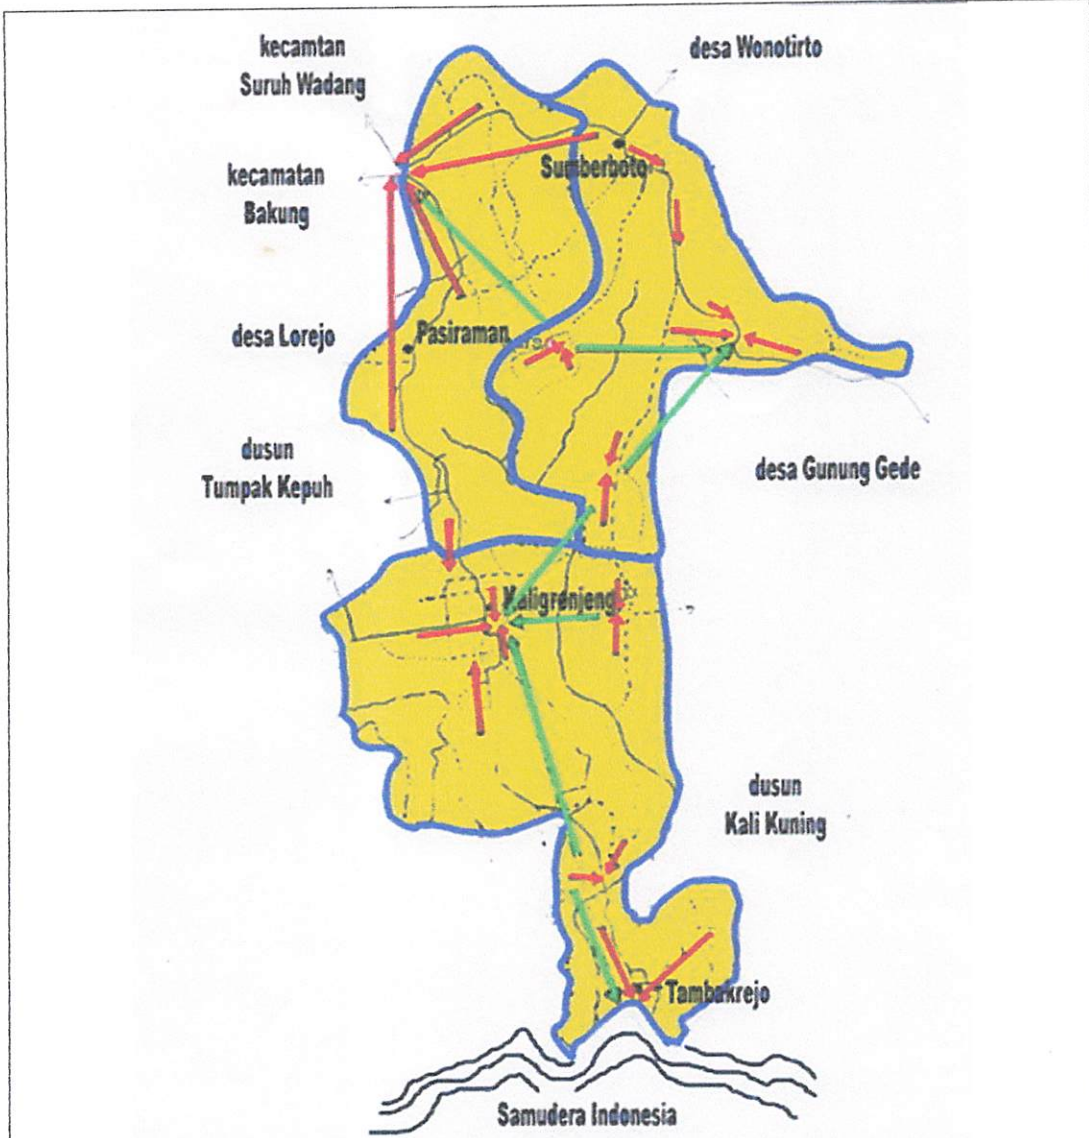 kecamtan
Suruh Wadang
desa Wonotirto
Sumberboto
kecamatan
Bakung
desa Lorejo
Pasiraman
dusun
Tumpak Kepuh
desa Gunung Gede
Kaligrenjeng
dusun
Kali Kuning
Tambakrejo
Samudera Indonesia